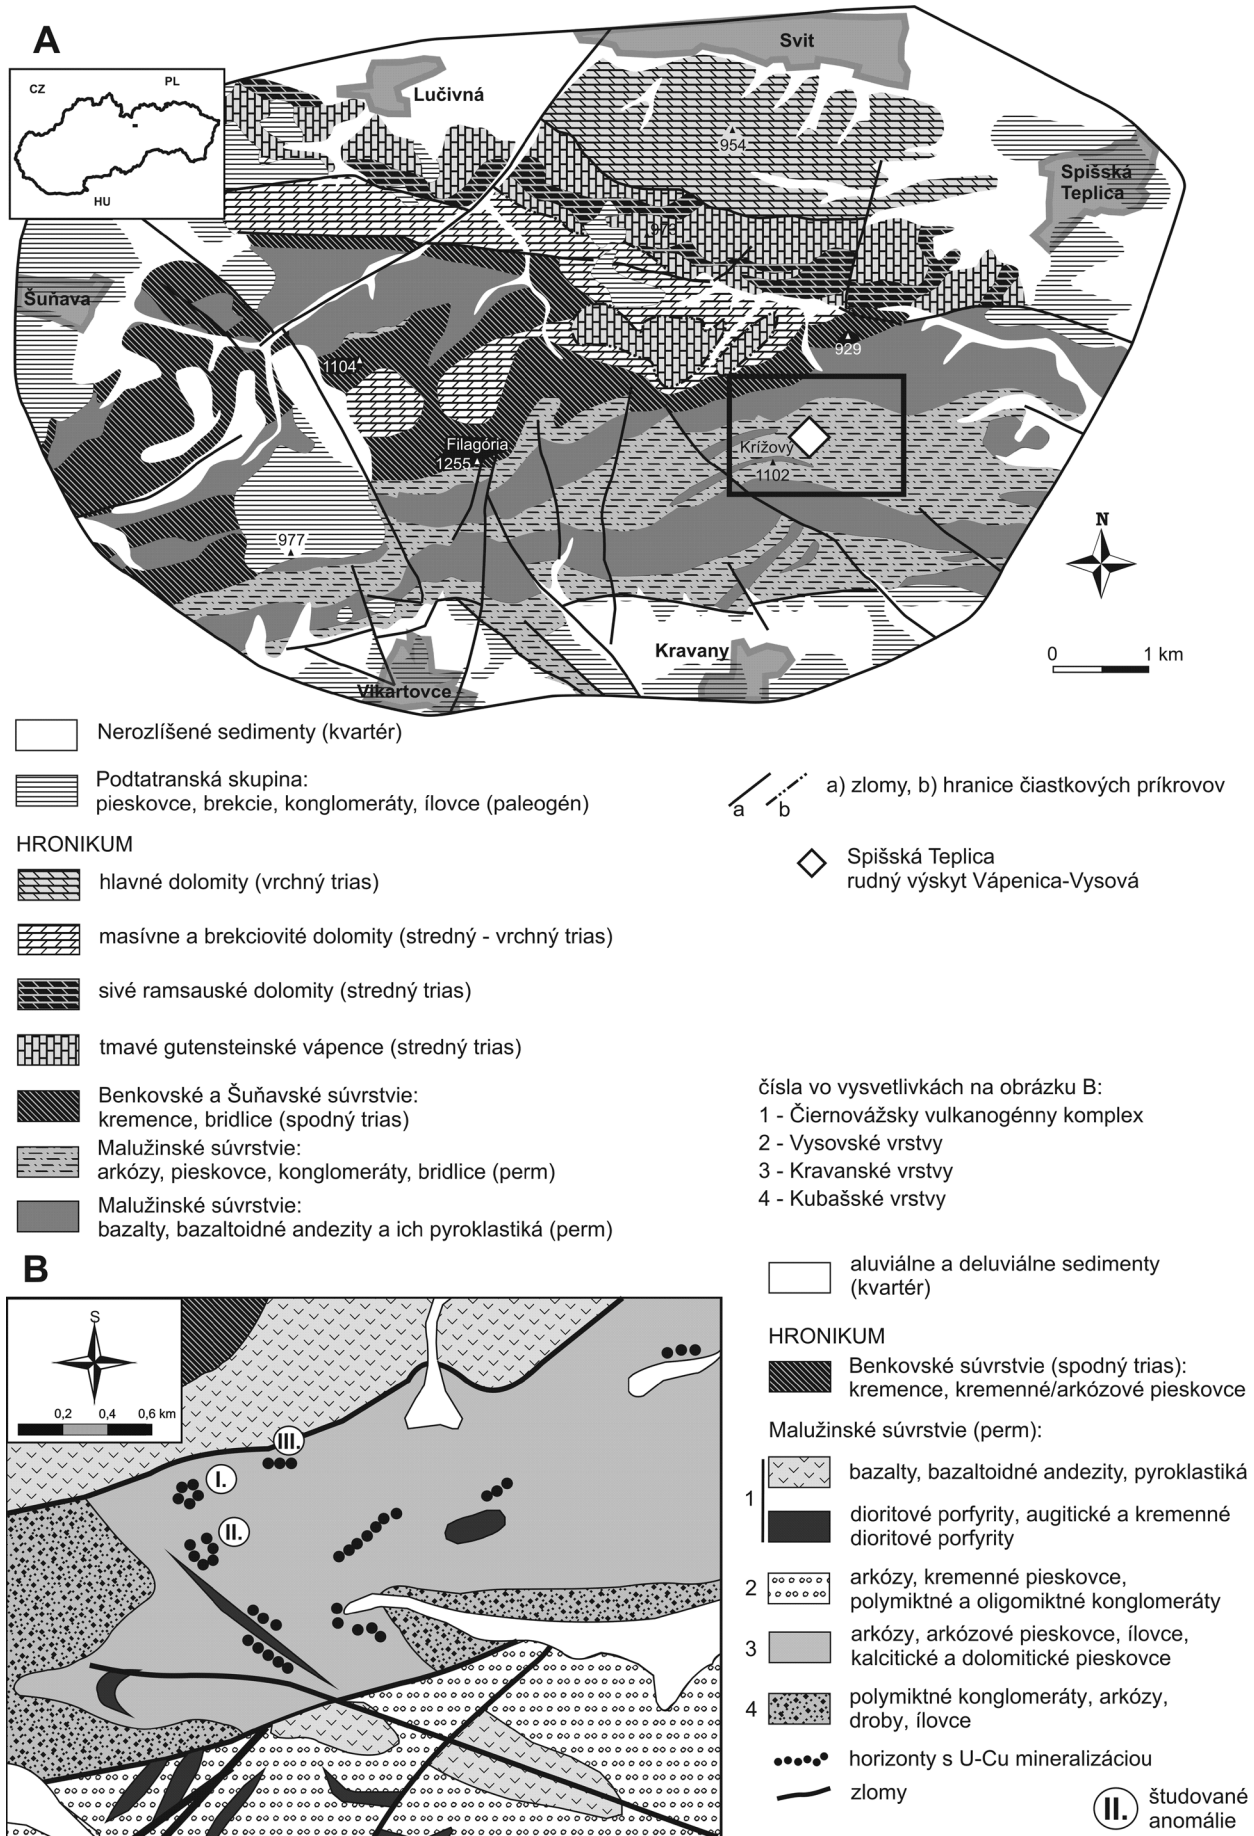 A
CZ
PL
HU
Lučivná
Svit
954
Spišská
Teplica
973
Šuňava
1104
929
Filagória
1255
Krížový
1102
977
N
Kravany
Vikartovce
0 1 km
Nerozlíšené sedimenty (kvartér)
Podtatranská skupina:
pieskovce, brekcie, konglomeráty, ílovce (paleogén)
a b
a) zlomy, b) hranice čiastkových príkrovov
HRONIKUM
Spišská Teplica
rudný výskyt Vápenica-Vysová
hlavné dolomity (vrchný trias)
masívne a brekciovité dolomity (stredný - vrchný trias)
sivé ramsauské dolomity (stredný trias)
tmavé gutensteinské vápence (stredný trias)
Benkovské a Šuňavské súvrstvie:
kremence, bridlice (spodný trias)
Malužinské súvrstvie:
arkózy, pieskovce, konglomeráty, bridlice (perm)
Malužinské súvrstvie:
bazalty, bazaltoidné andezity a ich pyroklastiká (perm)
čísla vo vysvetlivkách na obrázku B:
1 - Čiernovážsky vulkanogénny komplex
2 - Vysovské vrstvy
3 - Kravanské vrstvy
4 - Kubašské vrstvy
B
S
0,2 0,4 0,6 km
III.
I.
II.
aluviálne a deluviálne sedimenty
(kvartér)
HRONIKUM
Benkovské súvrstvie (spodný trias):
kremence, kremenné/arkózové pieskovce
Malužinské súvrstvie (perm):
1
bazalty, bazaltoidné andezity, pyroklastiká
dioritové porfyrity, augitické a kremenné
dioritové porfyrity
2
arkózy, kremenné pieskovce,
polymiktné a oligomiktné konglomeráty
3
arkózy, arkózové pieskovce, ílovce,
kalcitické a dolomitické pieskovce
4
polymiktné konglomeráty, arkózy,
droby, ílovce
horizonty s U-Cu mineralizáciou
zlomy
II.
študované
anomálie